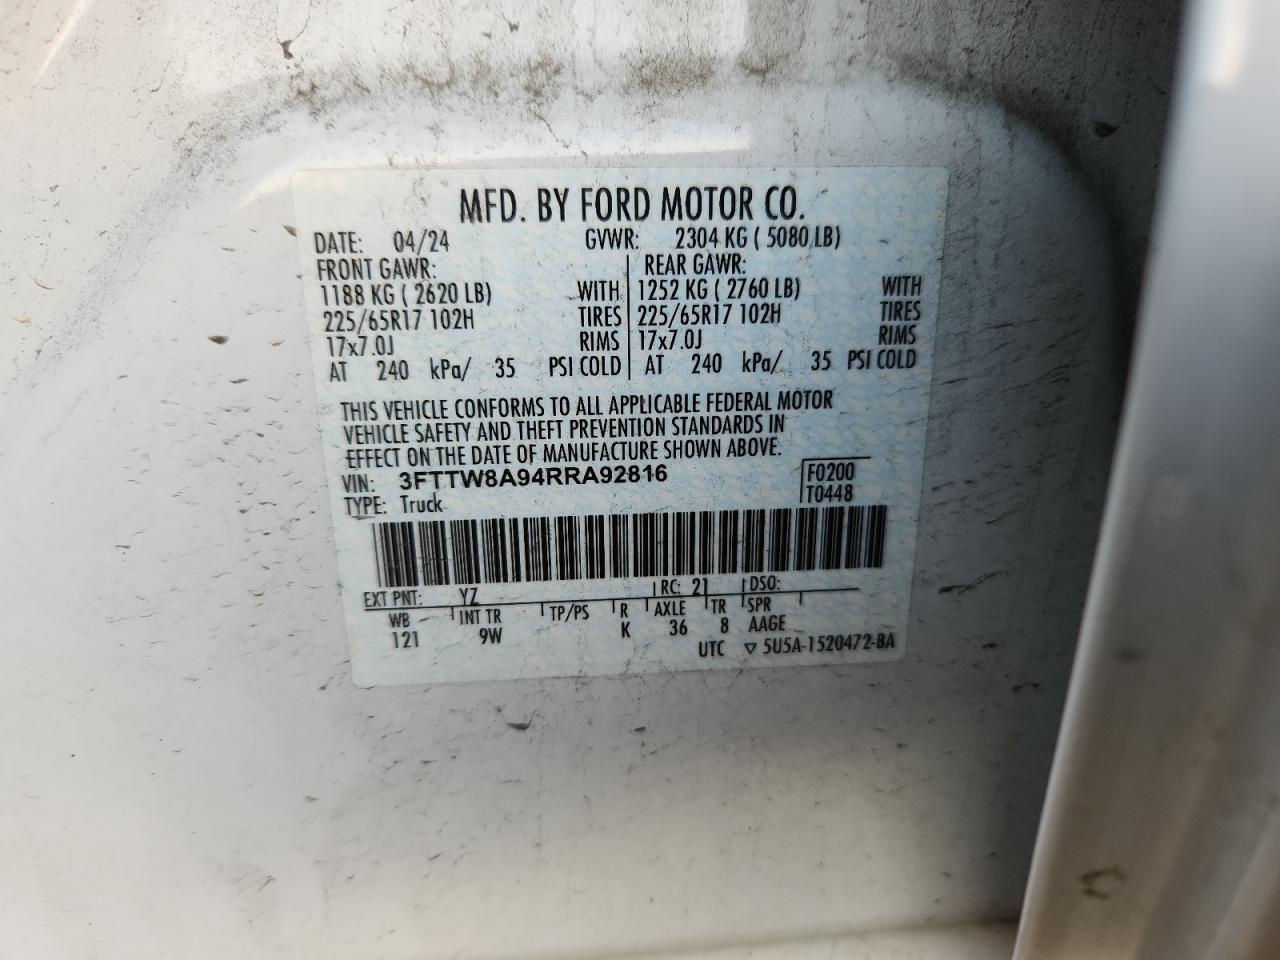 MFD. BY FORD MOTOR CO.
DATE: 04/24 GVWR: 2304 KG ( 5080 LB)
FRONT GAWR: REAR GAWR:
1188 KG ( 2620 LB) WITH 1252 KG ( 2760 LB) WITH
225/65R17 102H TIRES 225/65R17 102H TIRES
17x7.0J RIMS 17x7.0J RIMS
AT 240 kPa/ 35 PSI COLD AT 240 kPa/ 35 PSI COLD
THIS VEHICLE CONFORMS TO ALL APPLICABLE FEDERAL MOTOR
VEHICLE SAFETY AND THEFT PREVENTION STANDARDS IN
EFFECT ON THE DATE OF MANUFACTURE SHOWN ABOVE.
VIN: 3FTTW8A94RRA92816 F0200
TYPE: Truck T0448
EXT PNT: YZ RC: 21 DSO:
WB INT TR TP/PS R AXLE TR SPR
121 9W K 36 8 AAGE
UTC ▽ 5U5A-1520472-BA